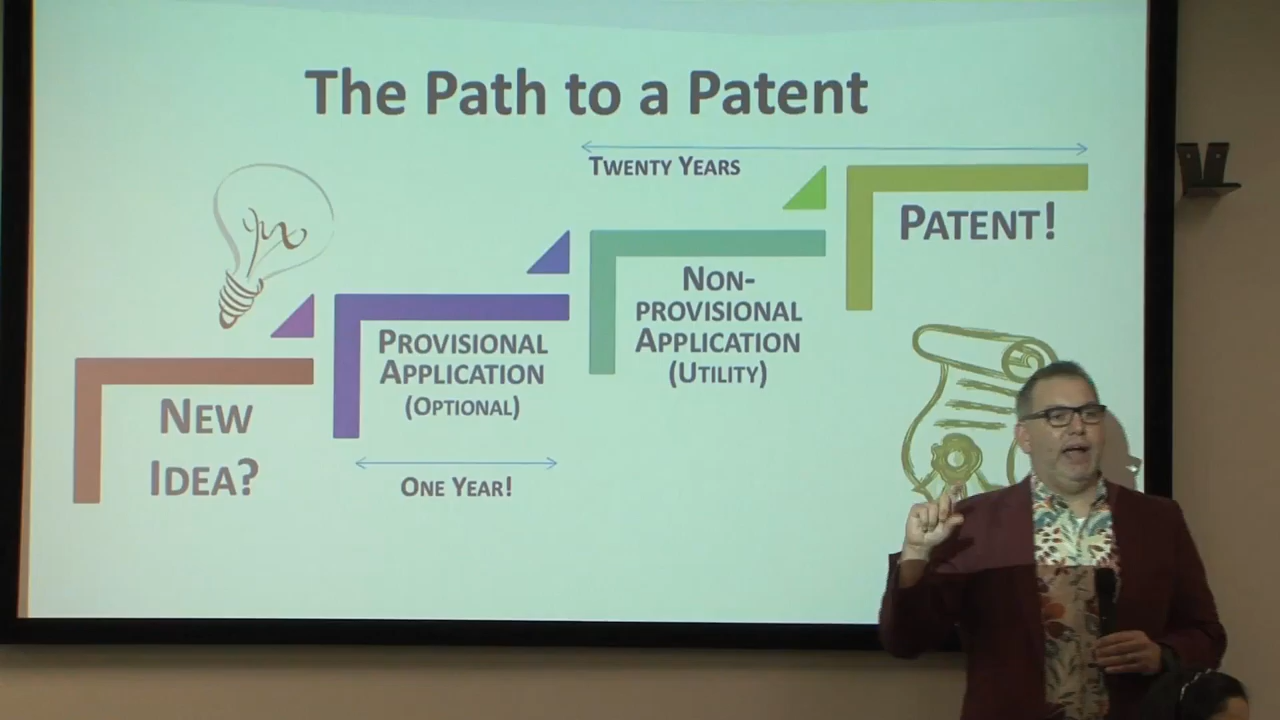 The Path to a Patent
TWENTY YEARS
PATENT!
NON-
PROVISIONAL
APPLICATION
(UTILITY)
PROVISIONAL
APPLICATION
(OPTIONAL)
NEW
IDEA?
ONE YEAR!